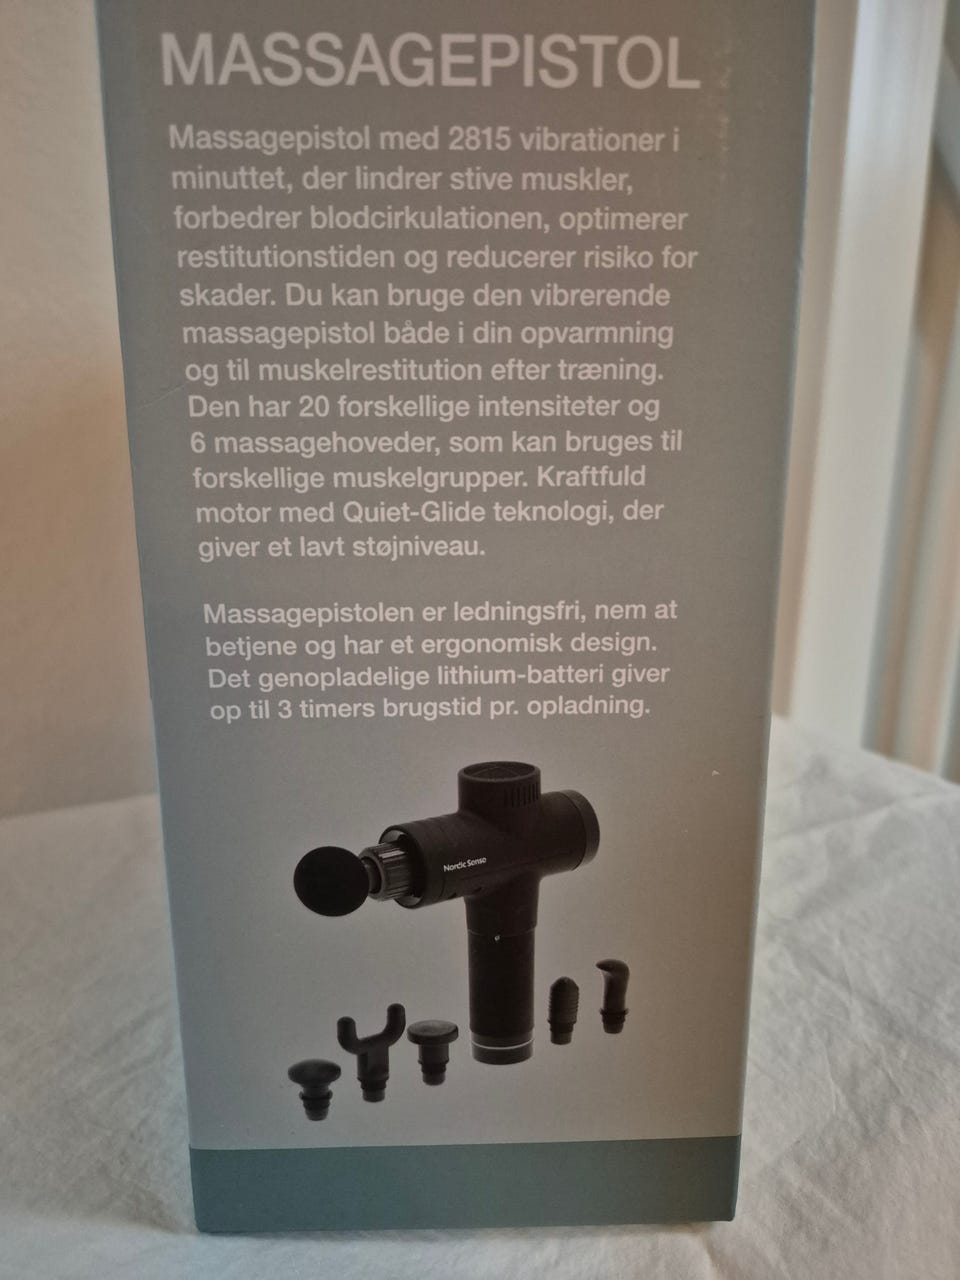 MASSAGEPISTOL
Massagepistol med 2815 vibrationer i
minuttet, der lindrer stive muskler,
forbedrer blodcirkulationen, optimerer
restitutionstiden og reducerer risiko for
skader. Du kan bruge den vibrerende
massagepistol både i din opvarmning
og til muskelrestitution efter træning.
Den har 20 forskellige intensiteter og
6 massagehoveder, som kan bruges til
forskellige muskelgrupper. Kraftfuld
motor med Quiet-Glide teknologi, der
giver et lavt støjniveau.
Massagepistolen er ledningsfri, nem at
betjene og har et ergonomisk design.
Det genopladelige lithium-batteri giver
op til 3 timers brugstid pr. opladning.
Nordic Sense